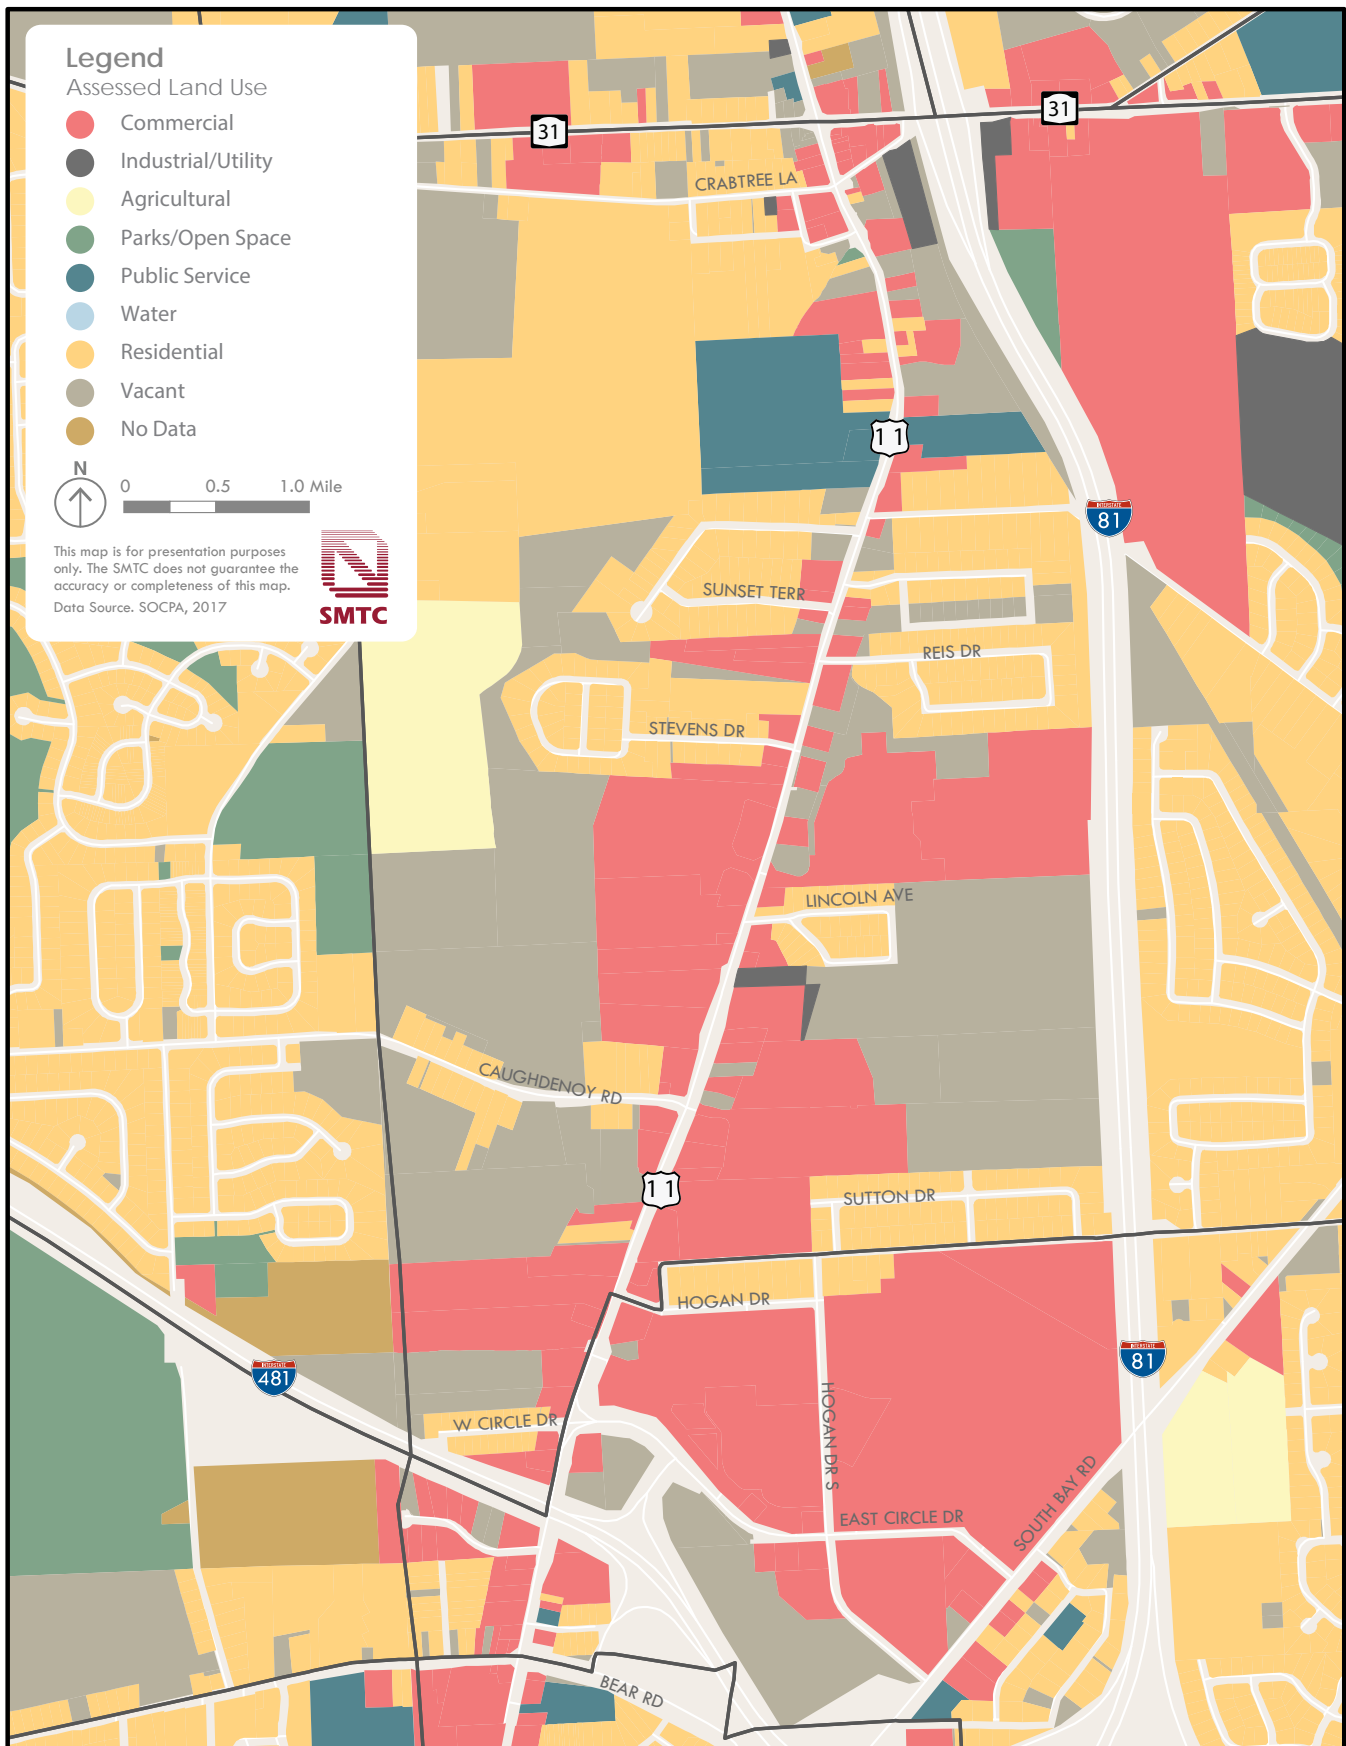 Legend
Assessed Land Use
Commercial
Industrial/Utility
Agricultural
Parks/Open Space
Public Service
Water
Residential
Vacant
No Data
N
0 0.5 1.0 Mile
This map is for presentation purposes
only. The SMTC does not guarantee the
accuracy or completeness of this map.
Data Source. SOCPA, 2017
SMTC
31
31
CRABTREE LA
11
INTERSTATE
81
SUNSET TERR
REIS DR
STEVENS DR
LINCOLN AVE
CAUGHDENOY RD
11
SUTTON DR
HOGAN DR
INTERSTATE
81
INTERSTATE
481
HOGAN DR S
W CIRCLE DR
SOUTH BAY RD
EAST CIRCLE DR
BEAR RD